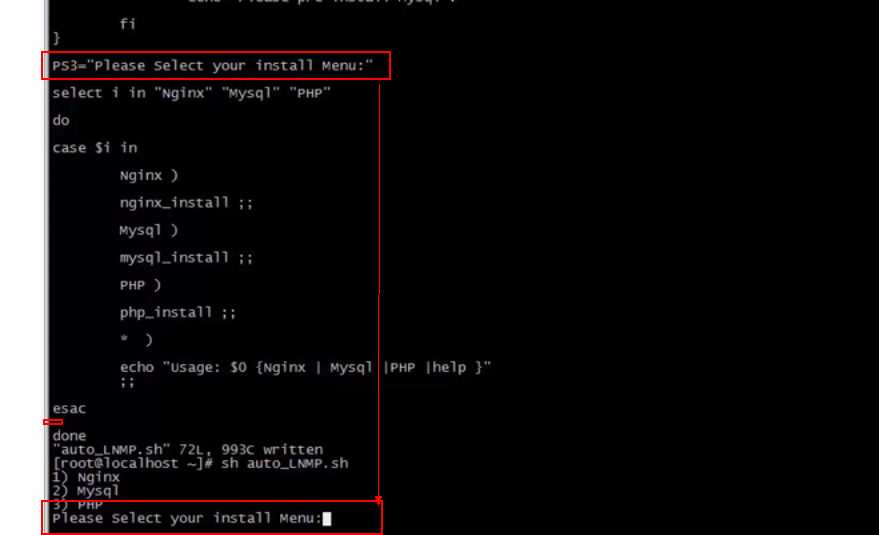 fi
}
PS3="Please Select your install Menu:"
select i in "Nginx" "Mysql" "PHP"
do
case $i in
Nginx )
nginx_install ;;
Mysql )
mysql_install ;;
PHP )
php_install ;;
* )
echo "Usage: $0 {Nginx | Mysql |PHP |help }"
;;
esac
done
"auto_LNMP.sh" 72L, 993C written
[root@localhost ~]# sh auto_LNMP.sh
1) Nginx
2) Mysql
3) PHP
Please Select your install Menu: